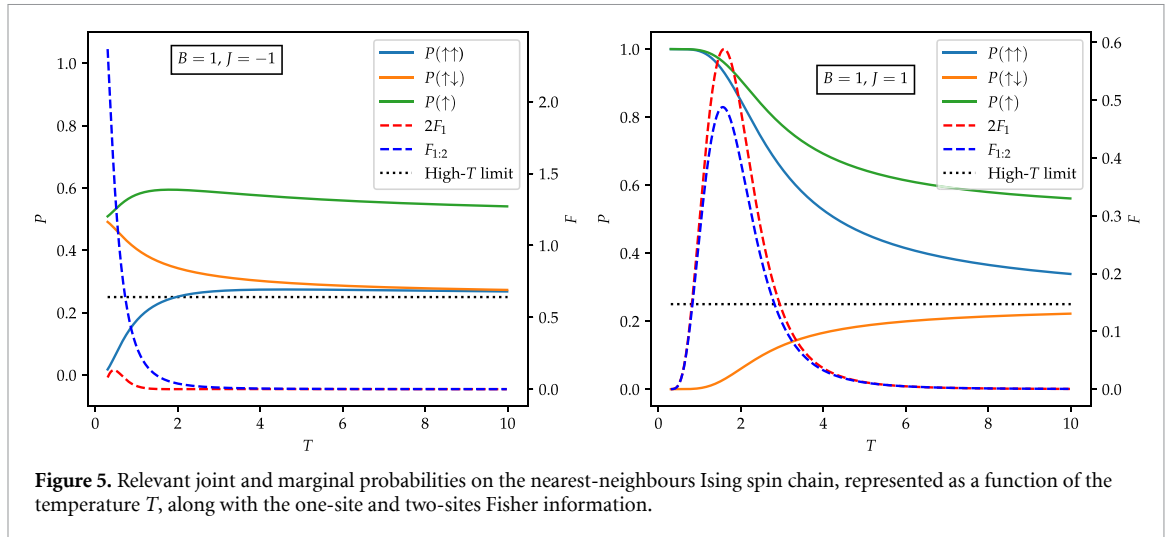 B = 1, J = −1
P(↑↑)
P(↑↓)
P(↑)
2F₁
F₁:₂
High-T limit
1.0
0.8
0.6
0.4
0.2
0.0
P
2.0
1.5
1.0
0.5
0.0
F
0 2 4 6 8 10
T
B = 1, J = 1
P(↑↑)
P(↑↓)
P(↑)
2F₁
F₁:₂
High-T limit
1.0
0.8
0.6
0.4
0.2
0.0
P
0.6
0.5
0.4
0.3
0.2
0.1
0.0
F
0 2 4 6 8 10
T
Figure 5. Relevant joint and marginal probabilities on the nearest-neighbours Ising spin chain, represented as a function of the
temperature T, along with the one-site and two-sites Fisher information.